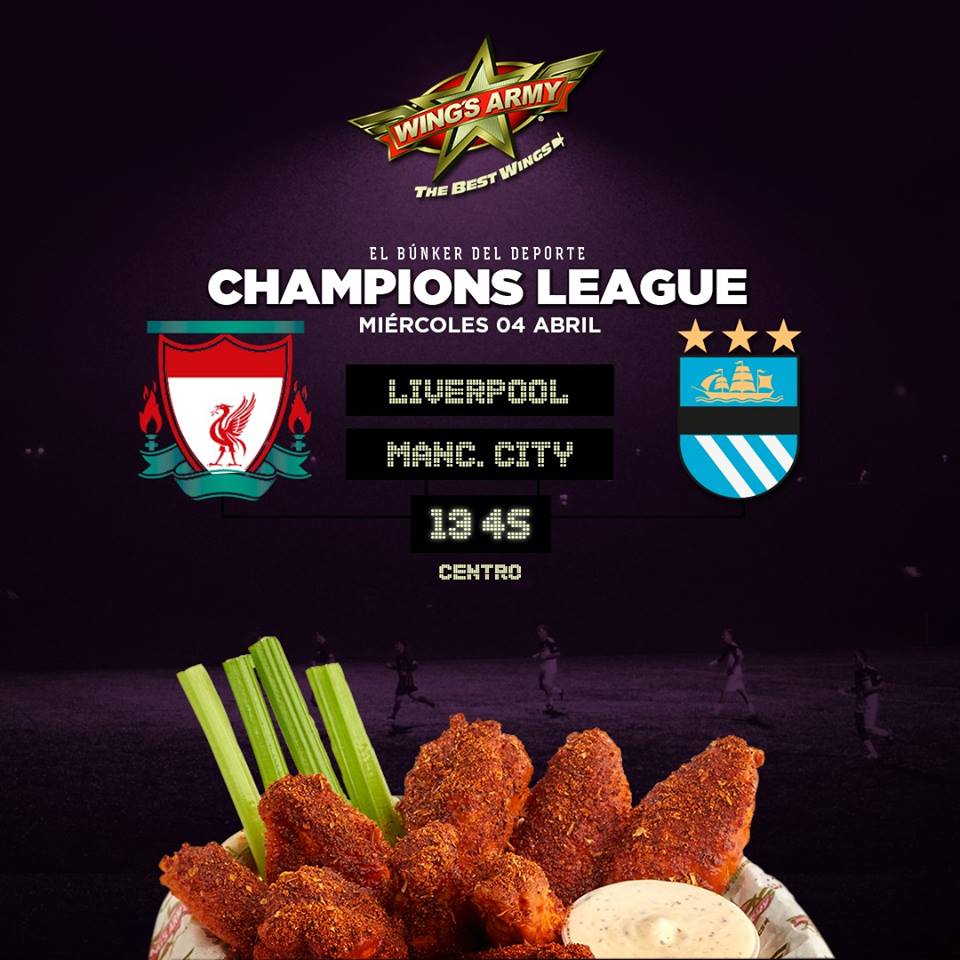 WING'S ARMY
THE BEST WINGS
EL BÚNKER DEL DEPORTE
CHAMPIONS LEAGUE
MIÉRCOLES 04 ABRIL
LIVERPOOL
MANC. CITY
13 45
CENTRO